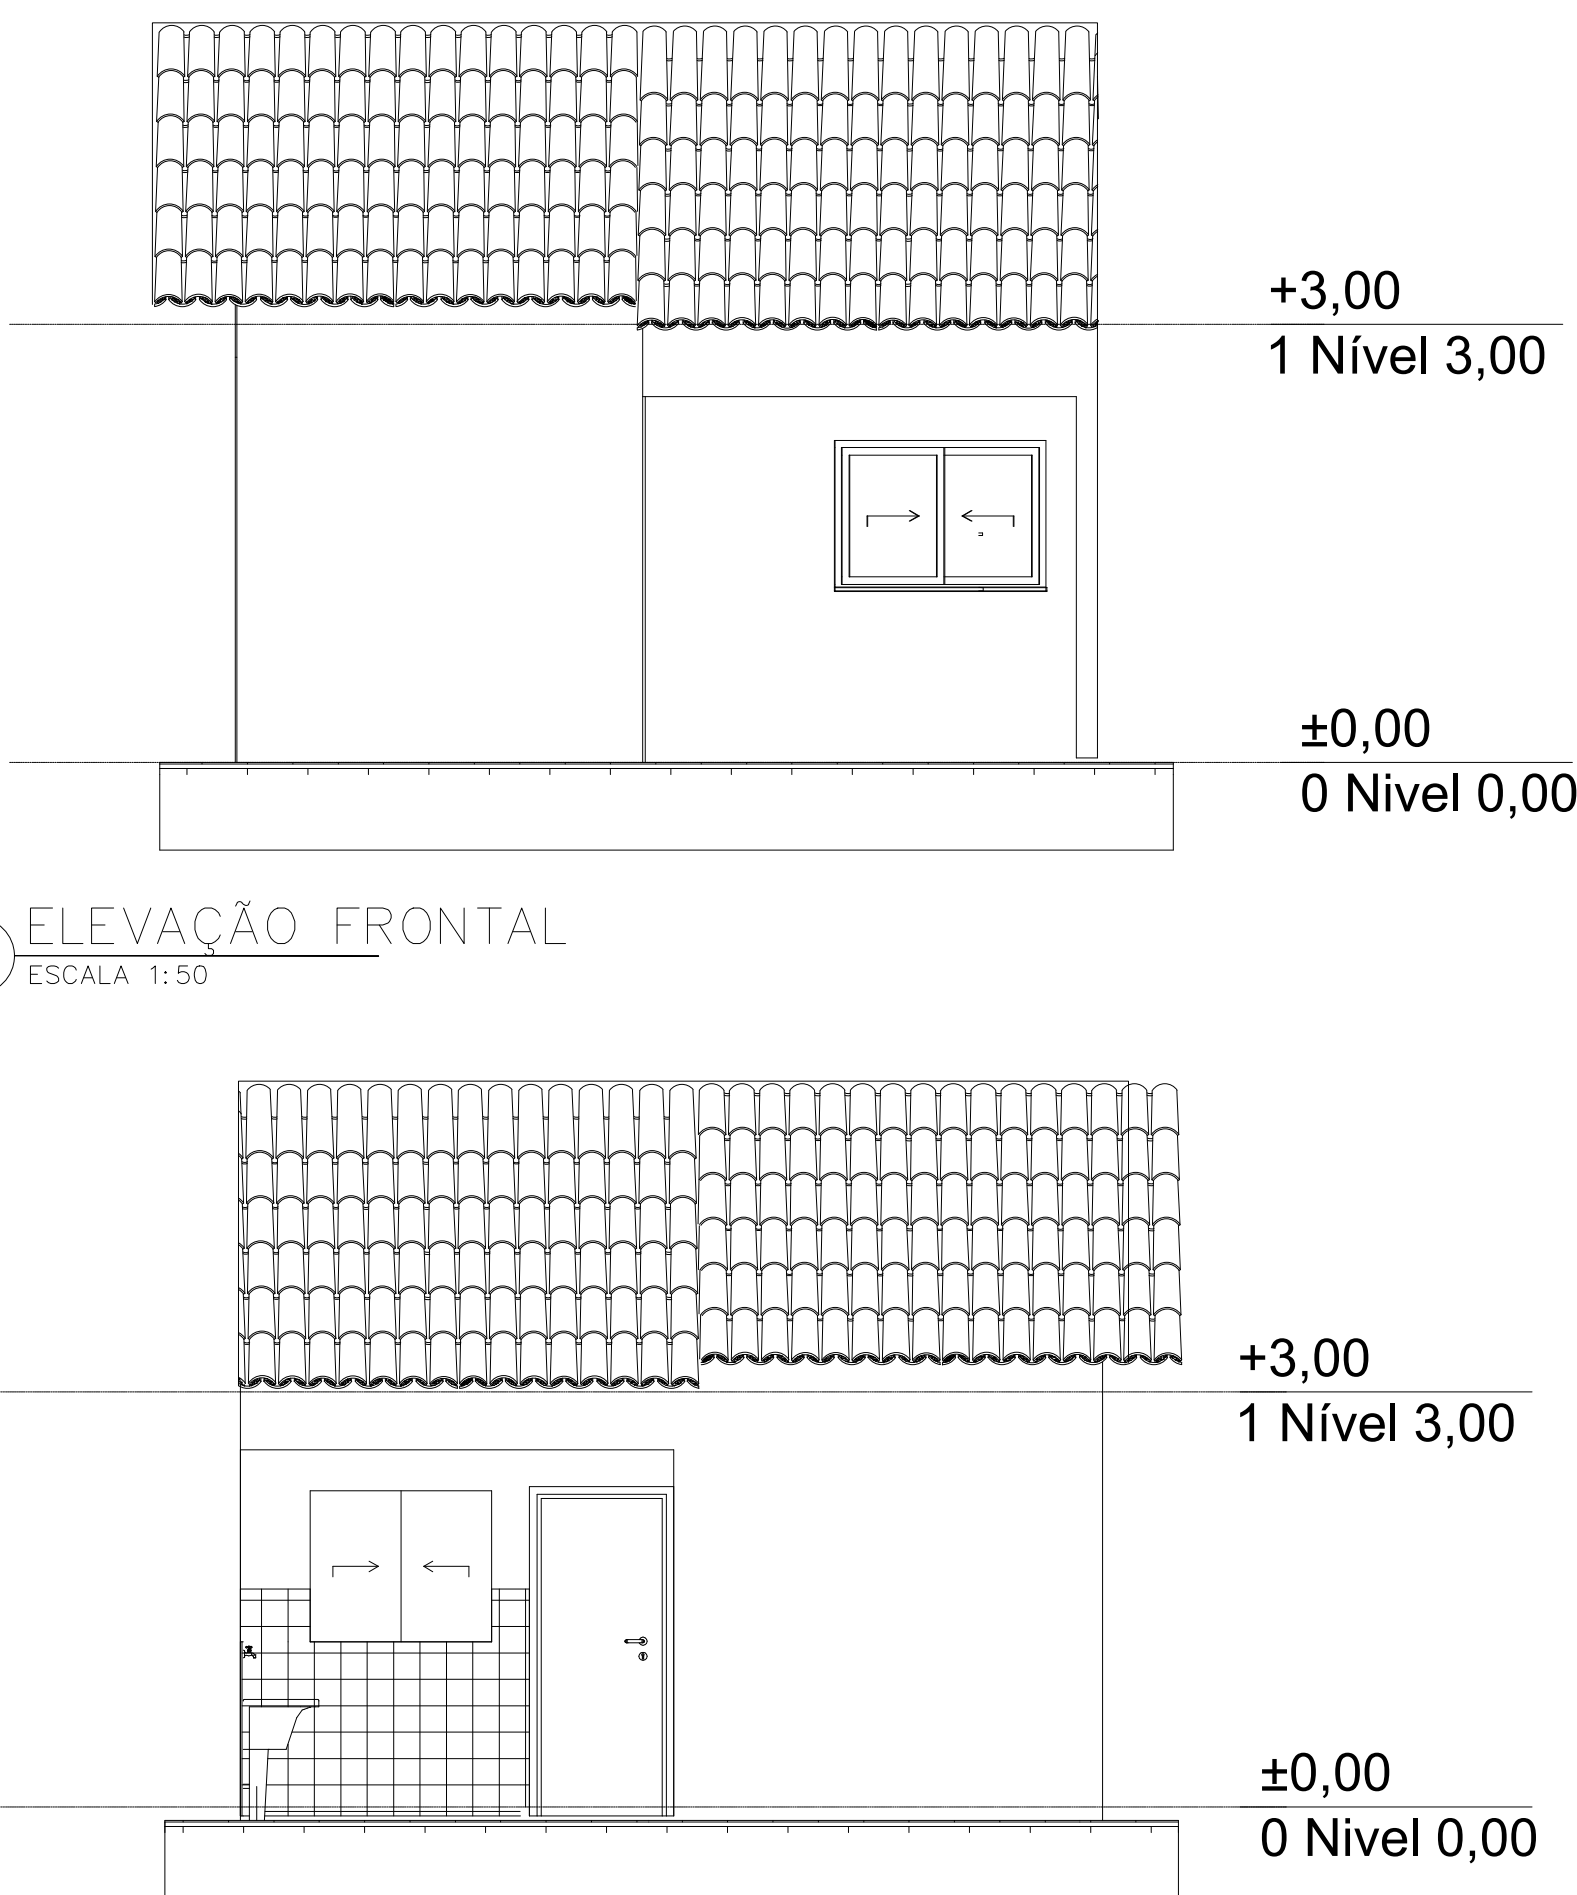 +3,00
1 Nível 3,00
±0,00
0 Nivel 0,00
ELEVAÇÃO FRONTAL
ESCALA 1:50
+3,00
1 Nível 3,00
±0,00
0 Nivel 0,00